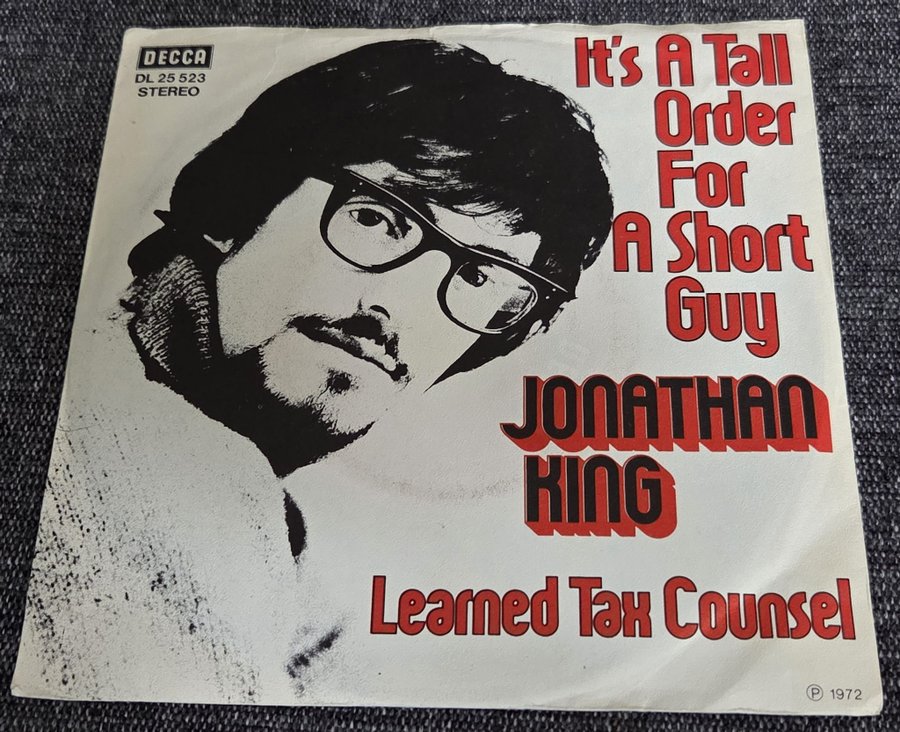 DECCA
DL 25 523
STEREO
It's A Tall
Order
For
A Short
Guy
JONATHAN
KING
Learned Tax Counsel
Ⓟ 1972